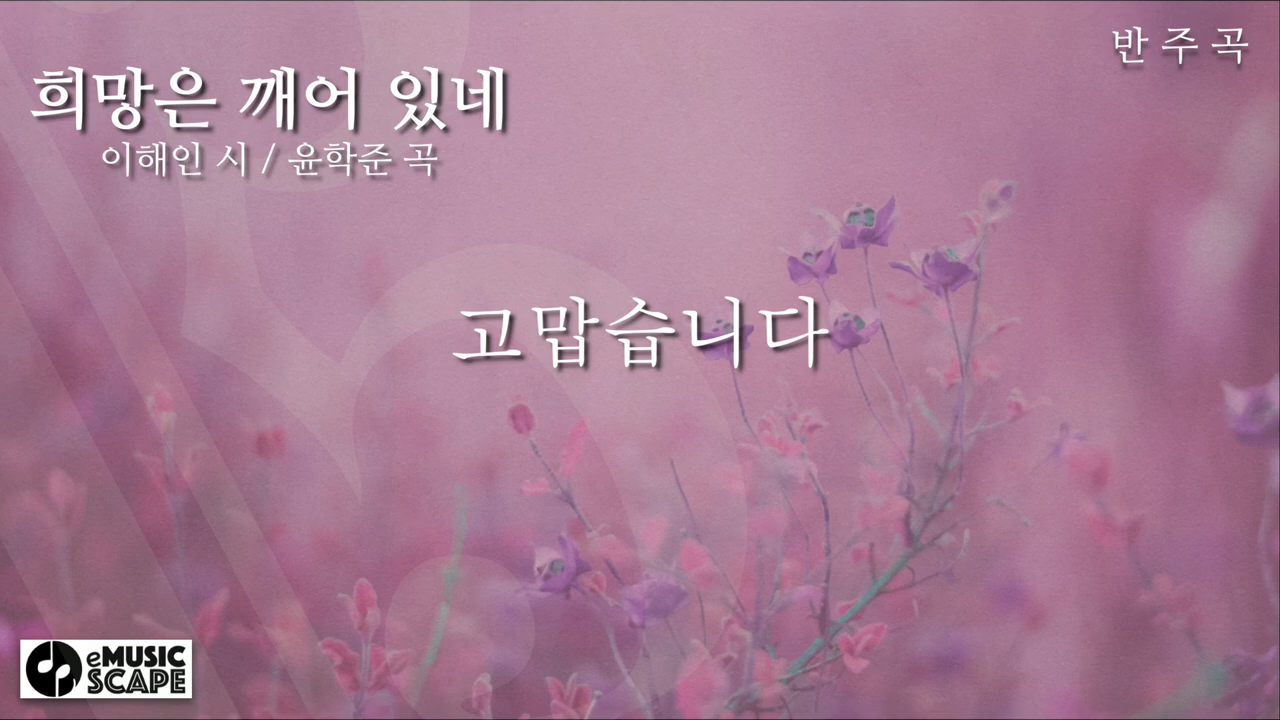 반 주 곡
희망은 깨어 있네
이해인 시 / 윤학준 곡
고맙습니다
eMUSIC
SCAPE